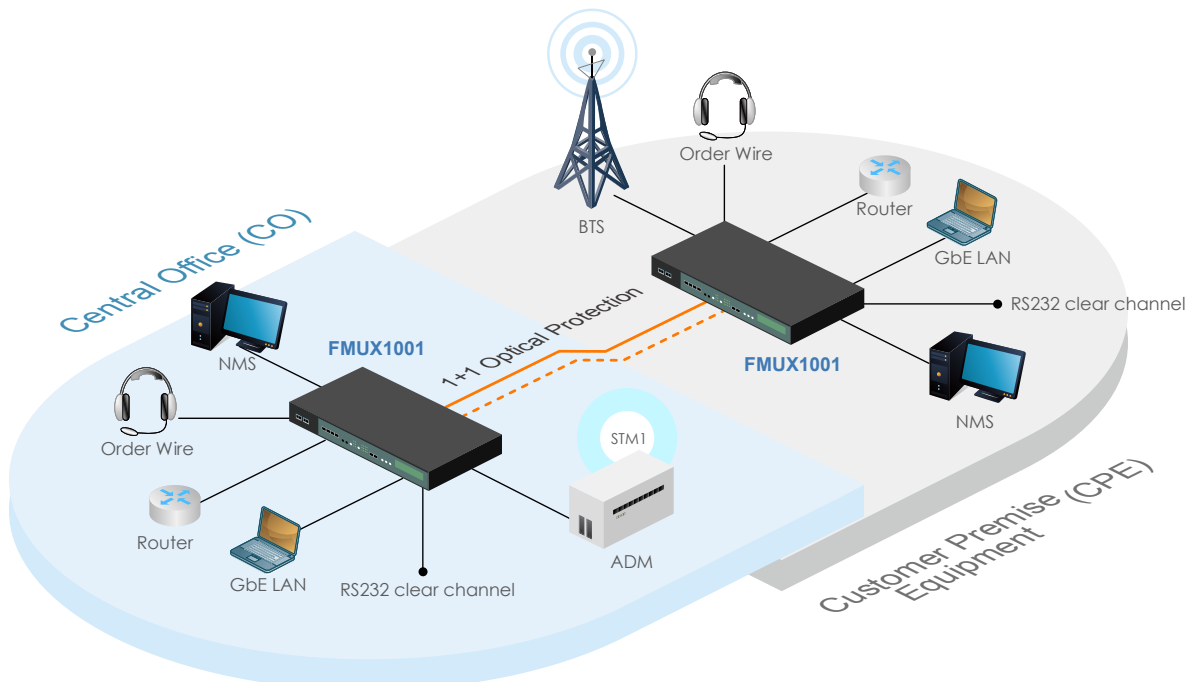 Order Wire
BTS
Router
GbE LAN
RS232 clear channel
NMS
FMUX1001
Central Office (CO)
1+1 Optical Protection
NMS
FMUX1001
Order Wire
Router
GbE LAN
RS232 clear channel
STM1
ADM
Customer Premise (CPE)
Equipment